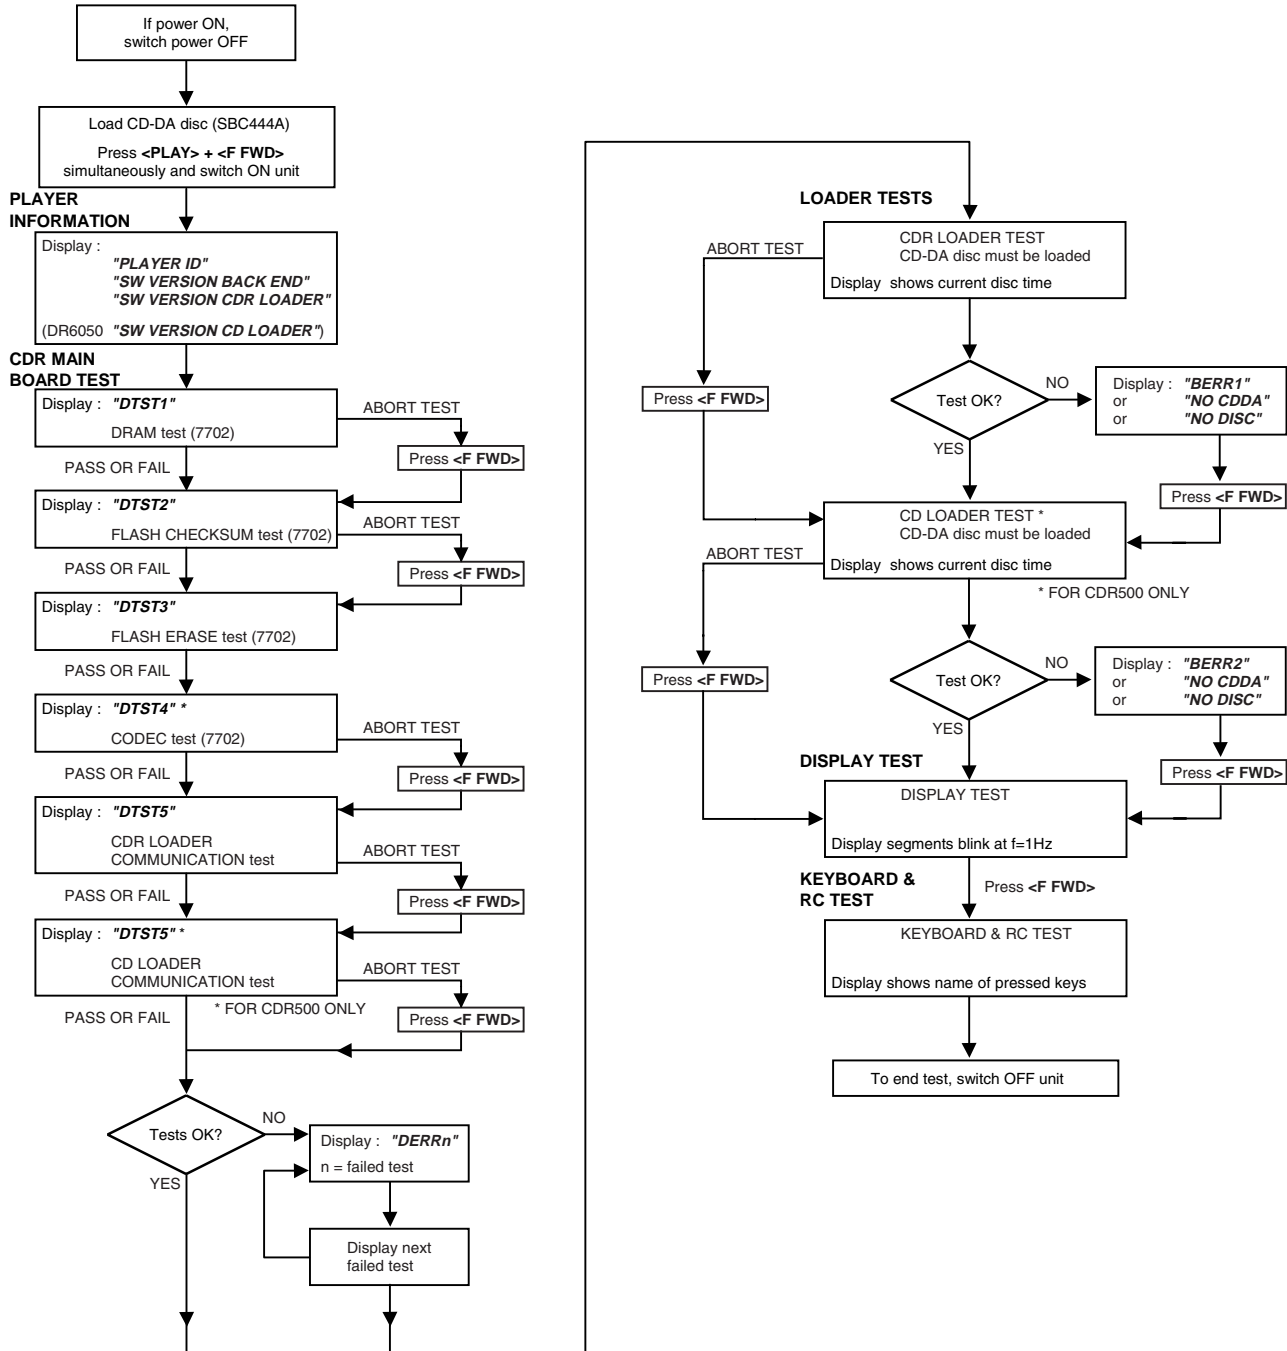 If power ON,
switch power OFF
Load CD-DA disc (SBC444A)
Press <PLAY> + <F FWD>
simultaneously and switch ON unit
PLAYER
INFORMATION
Display :
"PLAYER ID"
"SW VERSION BACK END"
"SW VERSION CDR LOADER"
(DR6050 "SW VERSION CD LOADER")
CDR MAIN
BOARD TEST
Display : "DTST1"
DRAM test (7702)
ABORT TEST
Press <F FWD>
PASS OR FAIL
Display : "DTST2"
FLASH CHECKSUM test (7702)
ABORT TEST
Press <F FWD>
PASS OR FAIL
Display : "DTST3"
FLASH ERASE test (7702)
PASS OR FAIL
Display : "DTST4" *
CODEC test (7702)
ABORT TEST
Press <F FWD>
PASS OR FAIL
Display : "DTST5"
CDR LOADER
COMMUNICATION test
ABORT TEST
Press <F FWD>
PASS OR FAIL
Display : "DTST5" *
CD LOADER
COMMUNICATION test
ABORT TEST
* FOR CDR500 ONLY
Press <F FWD>
PASS OR FAIL
Tests OK?
NO
YES
Display : "DERRn"
n = failed test
Display next
failed test
LOADER TESTS
CDR LOADER TEST
CD-DA disc must be loaded
Display shows current disc time
ABORT TEST
Press <F FWD>
Test OK?
NO
YES
Display : "BERR1"
or "NO CDDA"
or "NO DISC"
Press <F FWD>
CD LOADER TEST *
CD-DA disc must be loaded
Display shows current disc time
ABORT TEST
* FOR CDR500 ONLY
Press <F FWD>
Test OK?
NO
YES
Display : "BERR2"
or "NO CDDA"
or "NO DISC"
Press <F FWD>
DISPLAY TEST
DISPLAY TEST
Display segments blink at f=1Hz
KEYBOARD &
RC TEST
Press <F FWD>
KEYBOARD & RC TEST
Display shows name of pressed keys
To end test, switch OFF unit